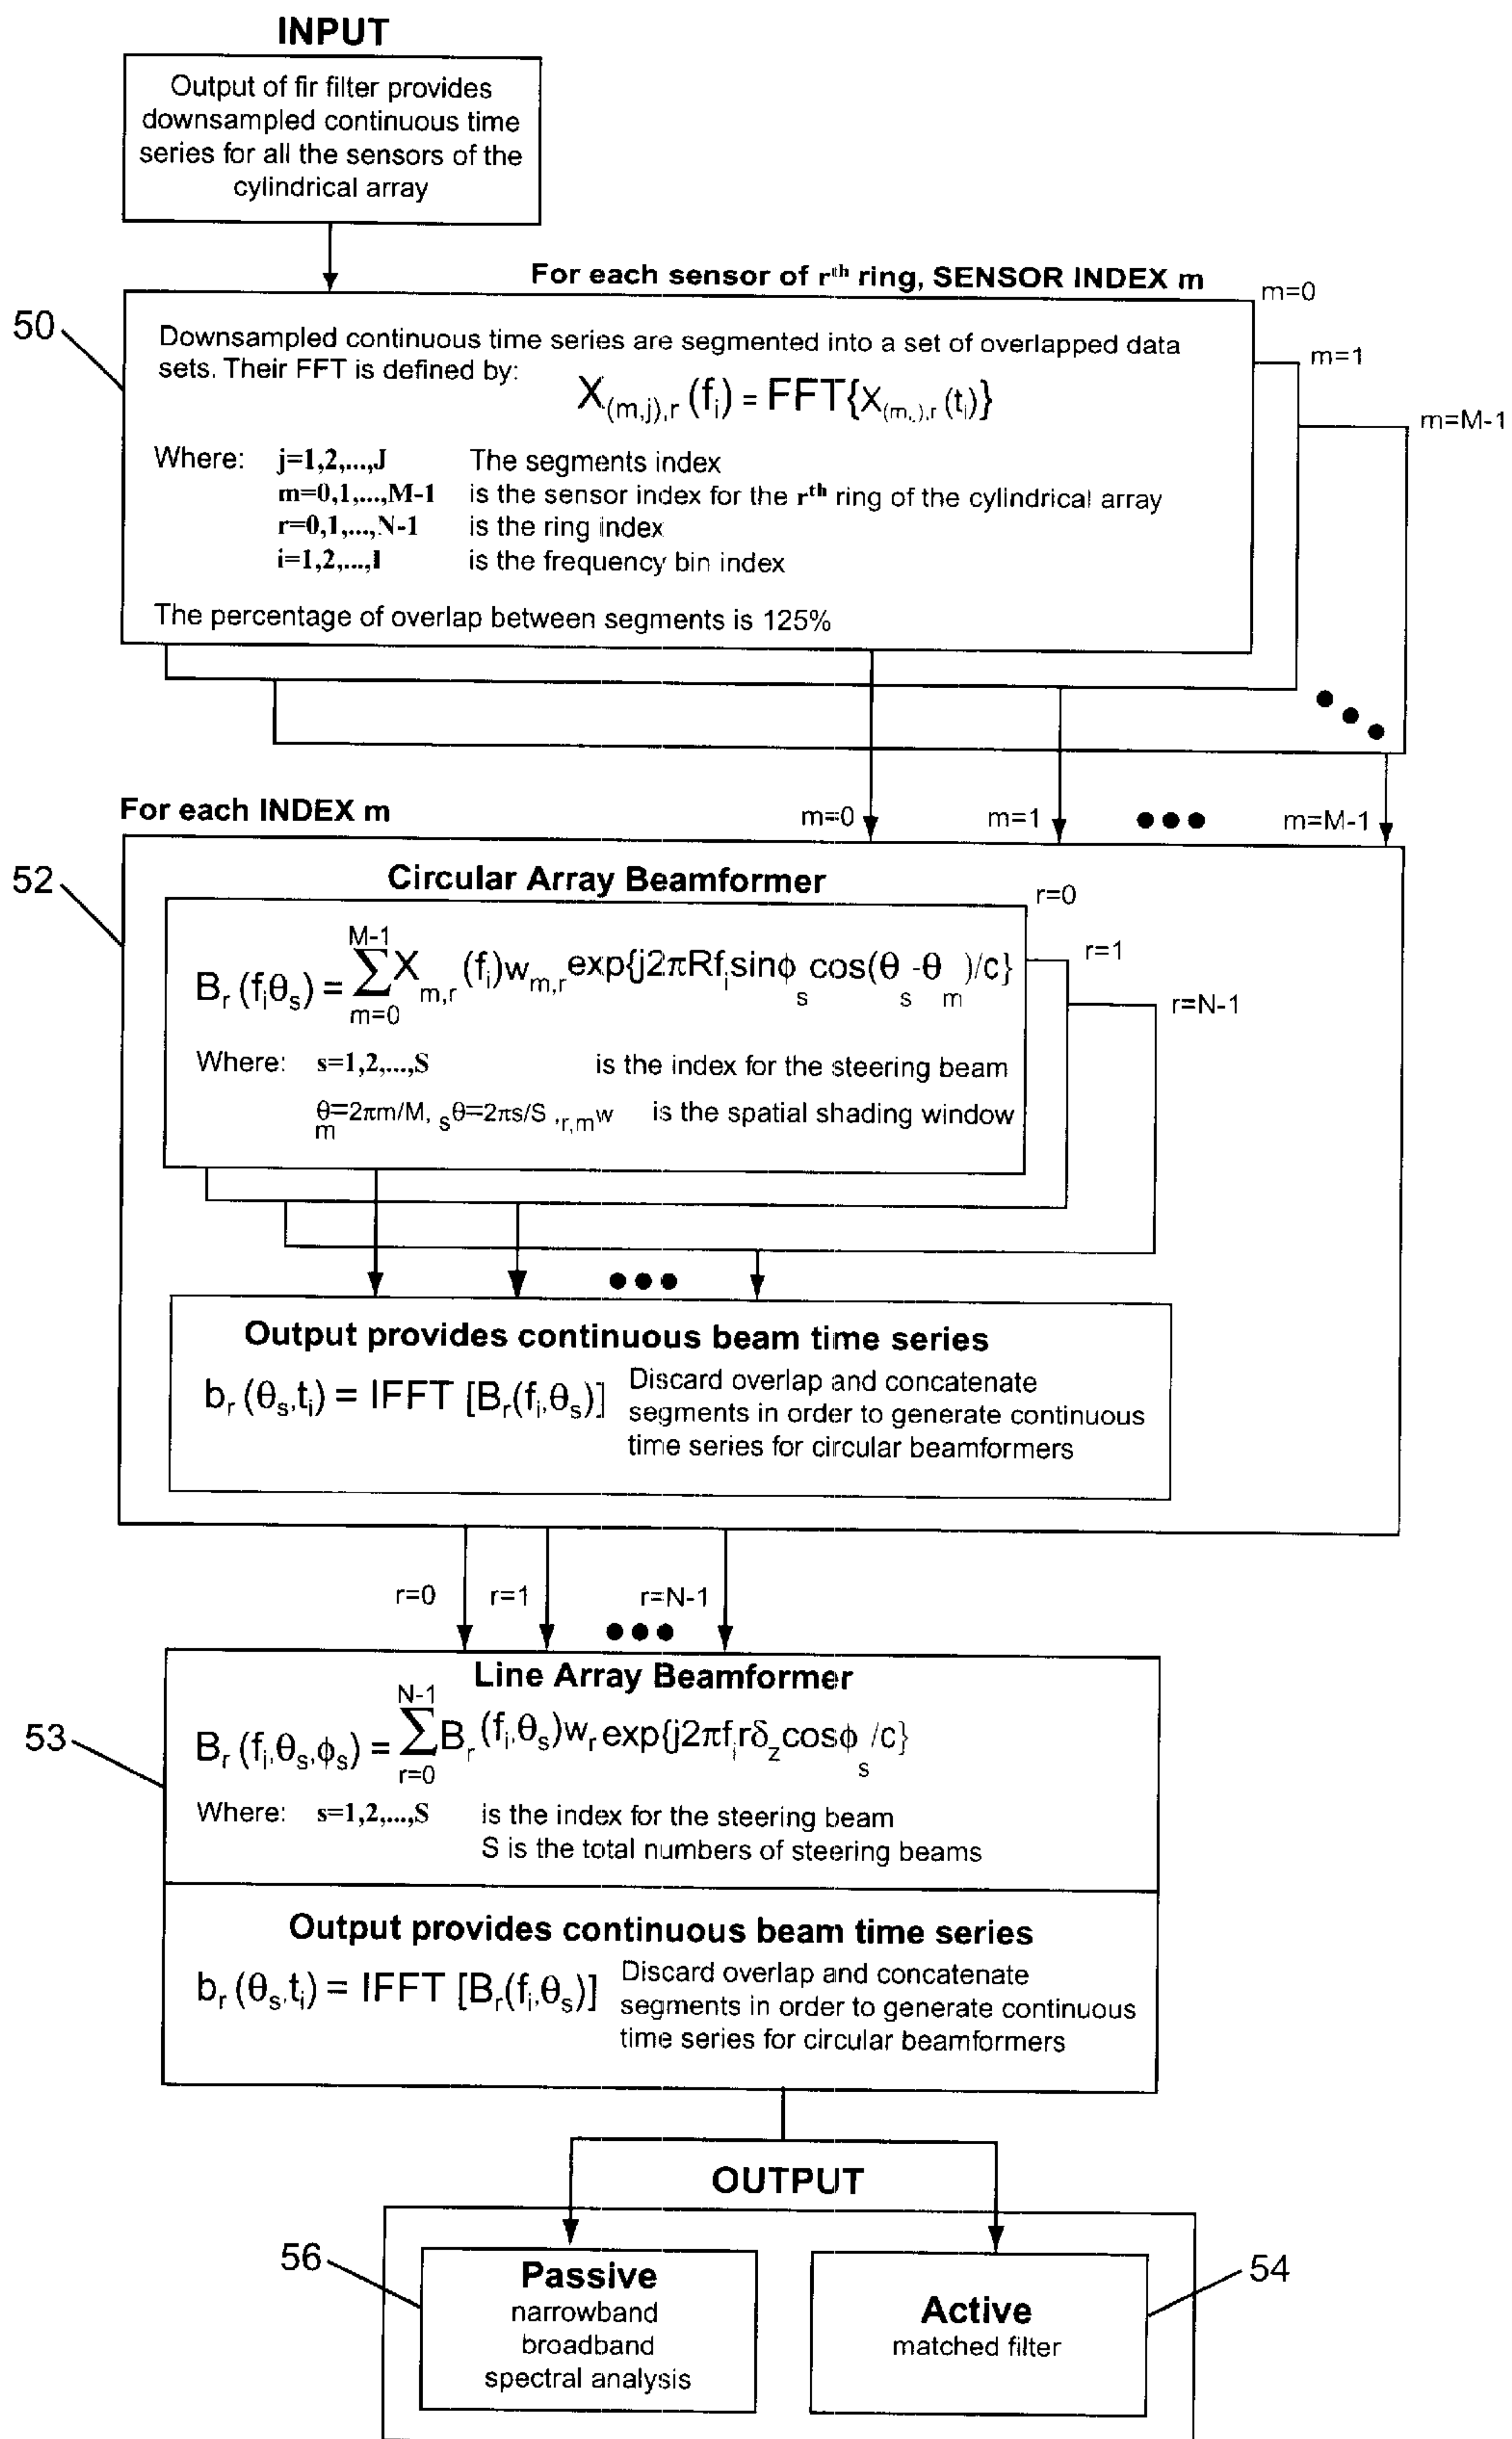 INPUT
Output of fir filter provides
downsampled continuous time
series for all the sensors of the
cylindrical array
For each sensor of rᵗʰ ring, SENSOR INDEX m
m=0
m=1
m=M-1
50
Downsampled continuous time series are segmented into a set of overlapped data
sets. Their FFT is defined by:
X₍m,j₎,r (fᵢ) = FFT{X₍m,ⱼ₎,r (tᵢ)}
Where: j=1,2,...,J The segments index
m=0,1,...,M-1 is the sensor index for the rᵗʰ ring of the cylindrical array
r=0,1,...,N-1 is the ring index
i=1,2,...,I is the frequency bin index
The percentage of overlap between segments is 125%
For each INDEX m
m=0
m=1
m=M-1
52
Circular Array Beamformer
r=0
r=1
r=N-1
M-1
Bᵣ (fᵢθₛ) = ∑ X m,r (fᵢ)w m,r exp{j2πRfᵢsinϕ s cos(θ s -θ m )/c}
m=0
Where: s=1,2,...,S is the index for the steering beam
θ m =2πm/M, ₛθ=2πs/S ,r,m w is the spatial shading window
Output provides continuous beam time series
bᵣ (θₛ,tᵢ) = IFFT [Bᵣ(fᵢ,θₛ)] Discard overlap and concatenate
segments in order to generate continuous
time series for circular beamformers
r=0
r=1
r=N-1
53
Line Array Beamformer
N-1
Bᵣ (fᵢ,θₛ,ϕₛ) = ∑ Bᵣ (fᵢ,θₛ)wᵣ exp{j2πfᵢrδ z cosϕ s /c}
r=0
Where: s=1,2,...,S is the index for the steering beam
S is the total numbers of steering beams
Output provides continuous beam time series
bᵣ (θₛ,tᵢ) = IFFT [Bᵣ(fᵢ,θₛ)] Discard overlap and concatenate
segments in order to generate continuous
time series for circular beamformers
OUTPUT
56
Passive
narrowband
broadband
spectral analysis
54
Active
matched filter